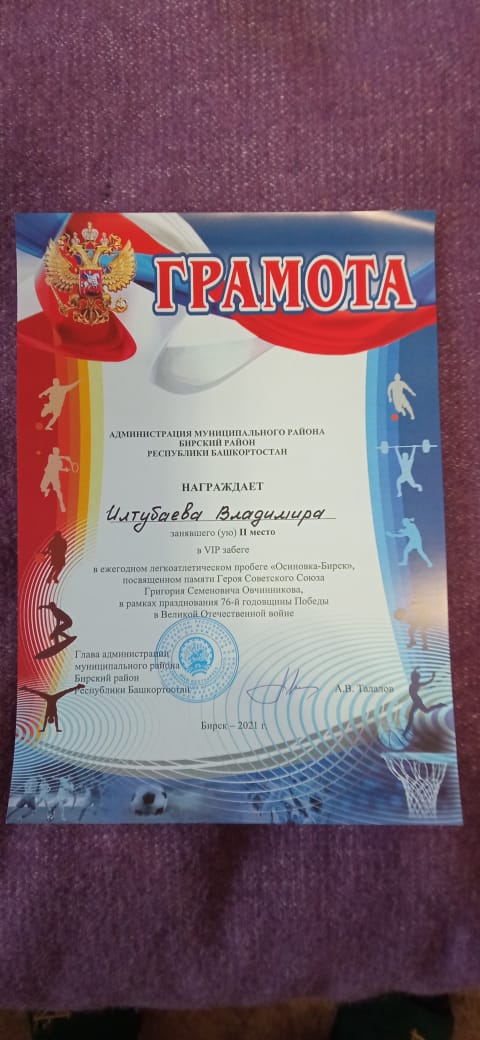 ГРАМОТА
АДМИНИСТРАЦИЯ МУНИЦИПАЛЬНОГО РАЙОНА
БИРСКИЙ РАЙОН
РЕСПУБЛИКИ БАШКОРТОСТАН
НАГРАЖДАЕТ
Илтубаева Владимира
занявшего (ую) II место
в VIP забеге
в ежегодном легкоатлетическом пробеге «Осиновка-Бирск»,
посвященном памяти Героя Советского Союза
Григория Семеновича Овчинникова,
в рамках празднования 76-й годовщины Победы
в Великой Отечественной войне
Глава администрации
муниципального района
Бирский район
Республики Башкортостан
А.В. Талалов
Бирск – 2021 г.